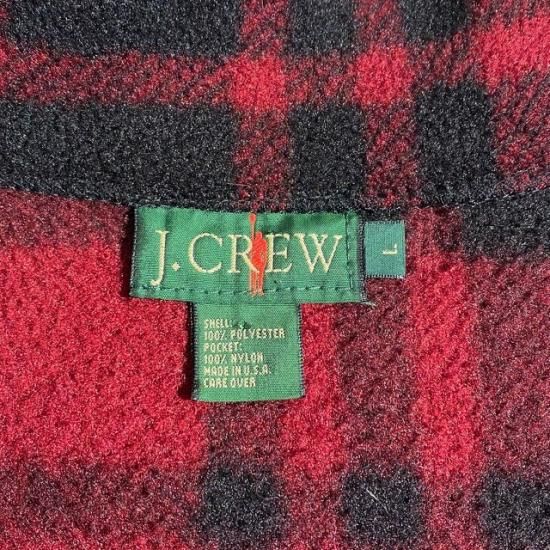 J.CREW
L
SHELL:
100% POLYESTER
POCKET:
100% NYLON
MADE IN U.S.A.
CARE OVER